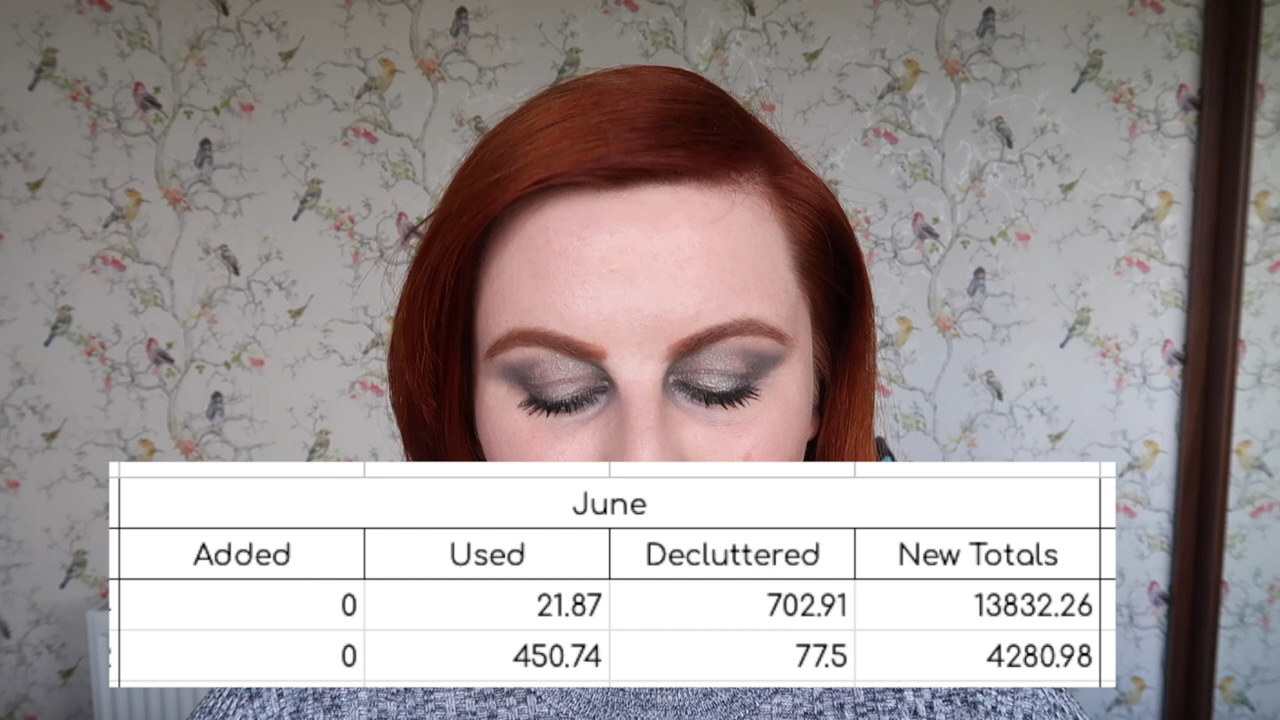 June
Added Used Decluttered New Totals
0 21.87 702.91 13832.26
0 450.74 77.5 4280.98